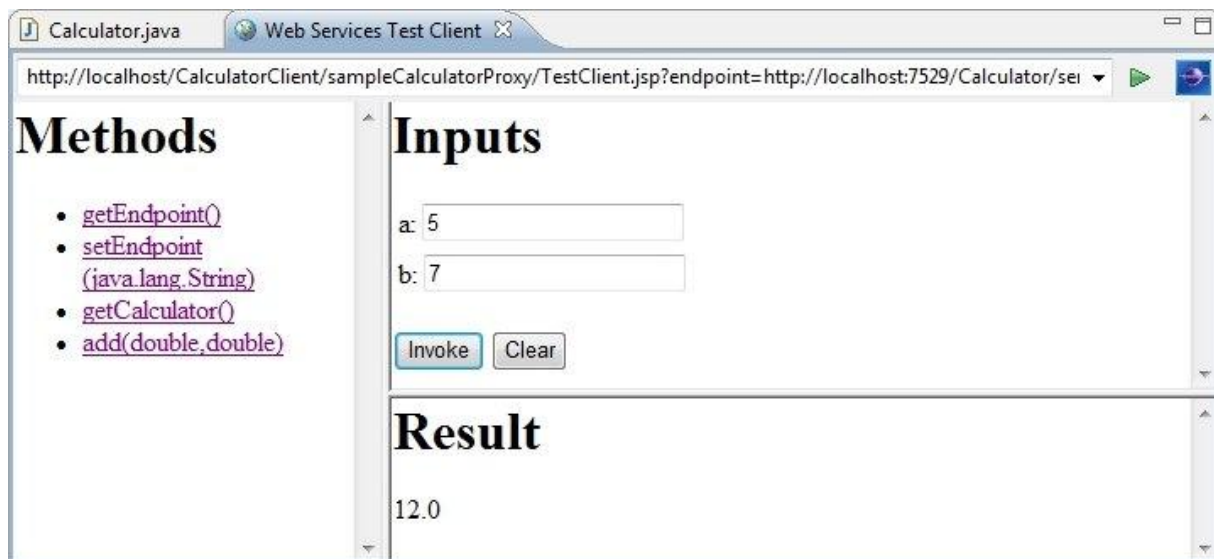 Calculator.java
Web Services Test Client
http://localhost/CalculatorClient/sampleCalculatorProxy/TestClient.jsp?endpoint=http://localhost:7529/Calculator/ser
Methods
getEndpoint()
setEndpoint
(java.lang.String)
getCalculator()
add(double,double)
Inputs
a: 5
b: 7
Invoke Clear
Result
12.0